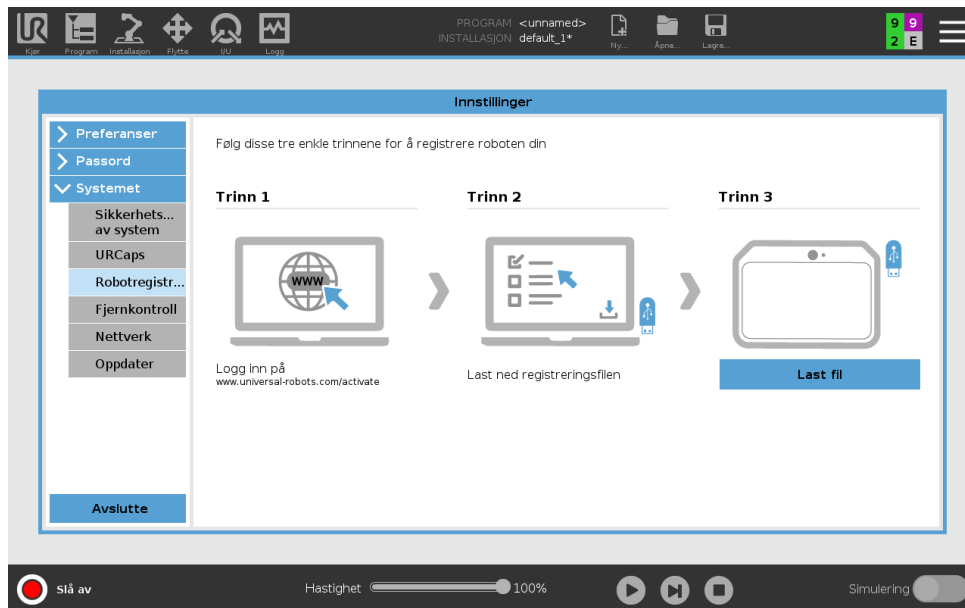 PROGRAM <unnamed>
INSTALLASJON default_1*
Kjør
Program
Installasjon
Flytte
I/U
Logg
Ny...
Åpne...
Lagre...
9 9
2 E
Innstillinger
Preferanser
Passord
Systemet
Sikkerhets...
av system
URCaps
Robotregistr...
Fjernkontroll
Nettverk
Oppdater
Avslutte
Følg disse tre enkle trinnene for å registrere roboten din
Trinn 1
WWW
Logg inn på
www.universal-robots.com/activate
Trinn 2
Last ned registreringsfilen
Trinn 3
Last fil
Slå av
Hastighet
100%
Simulering